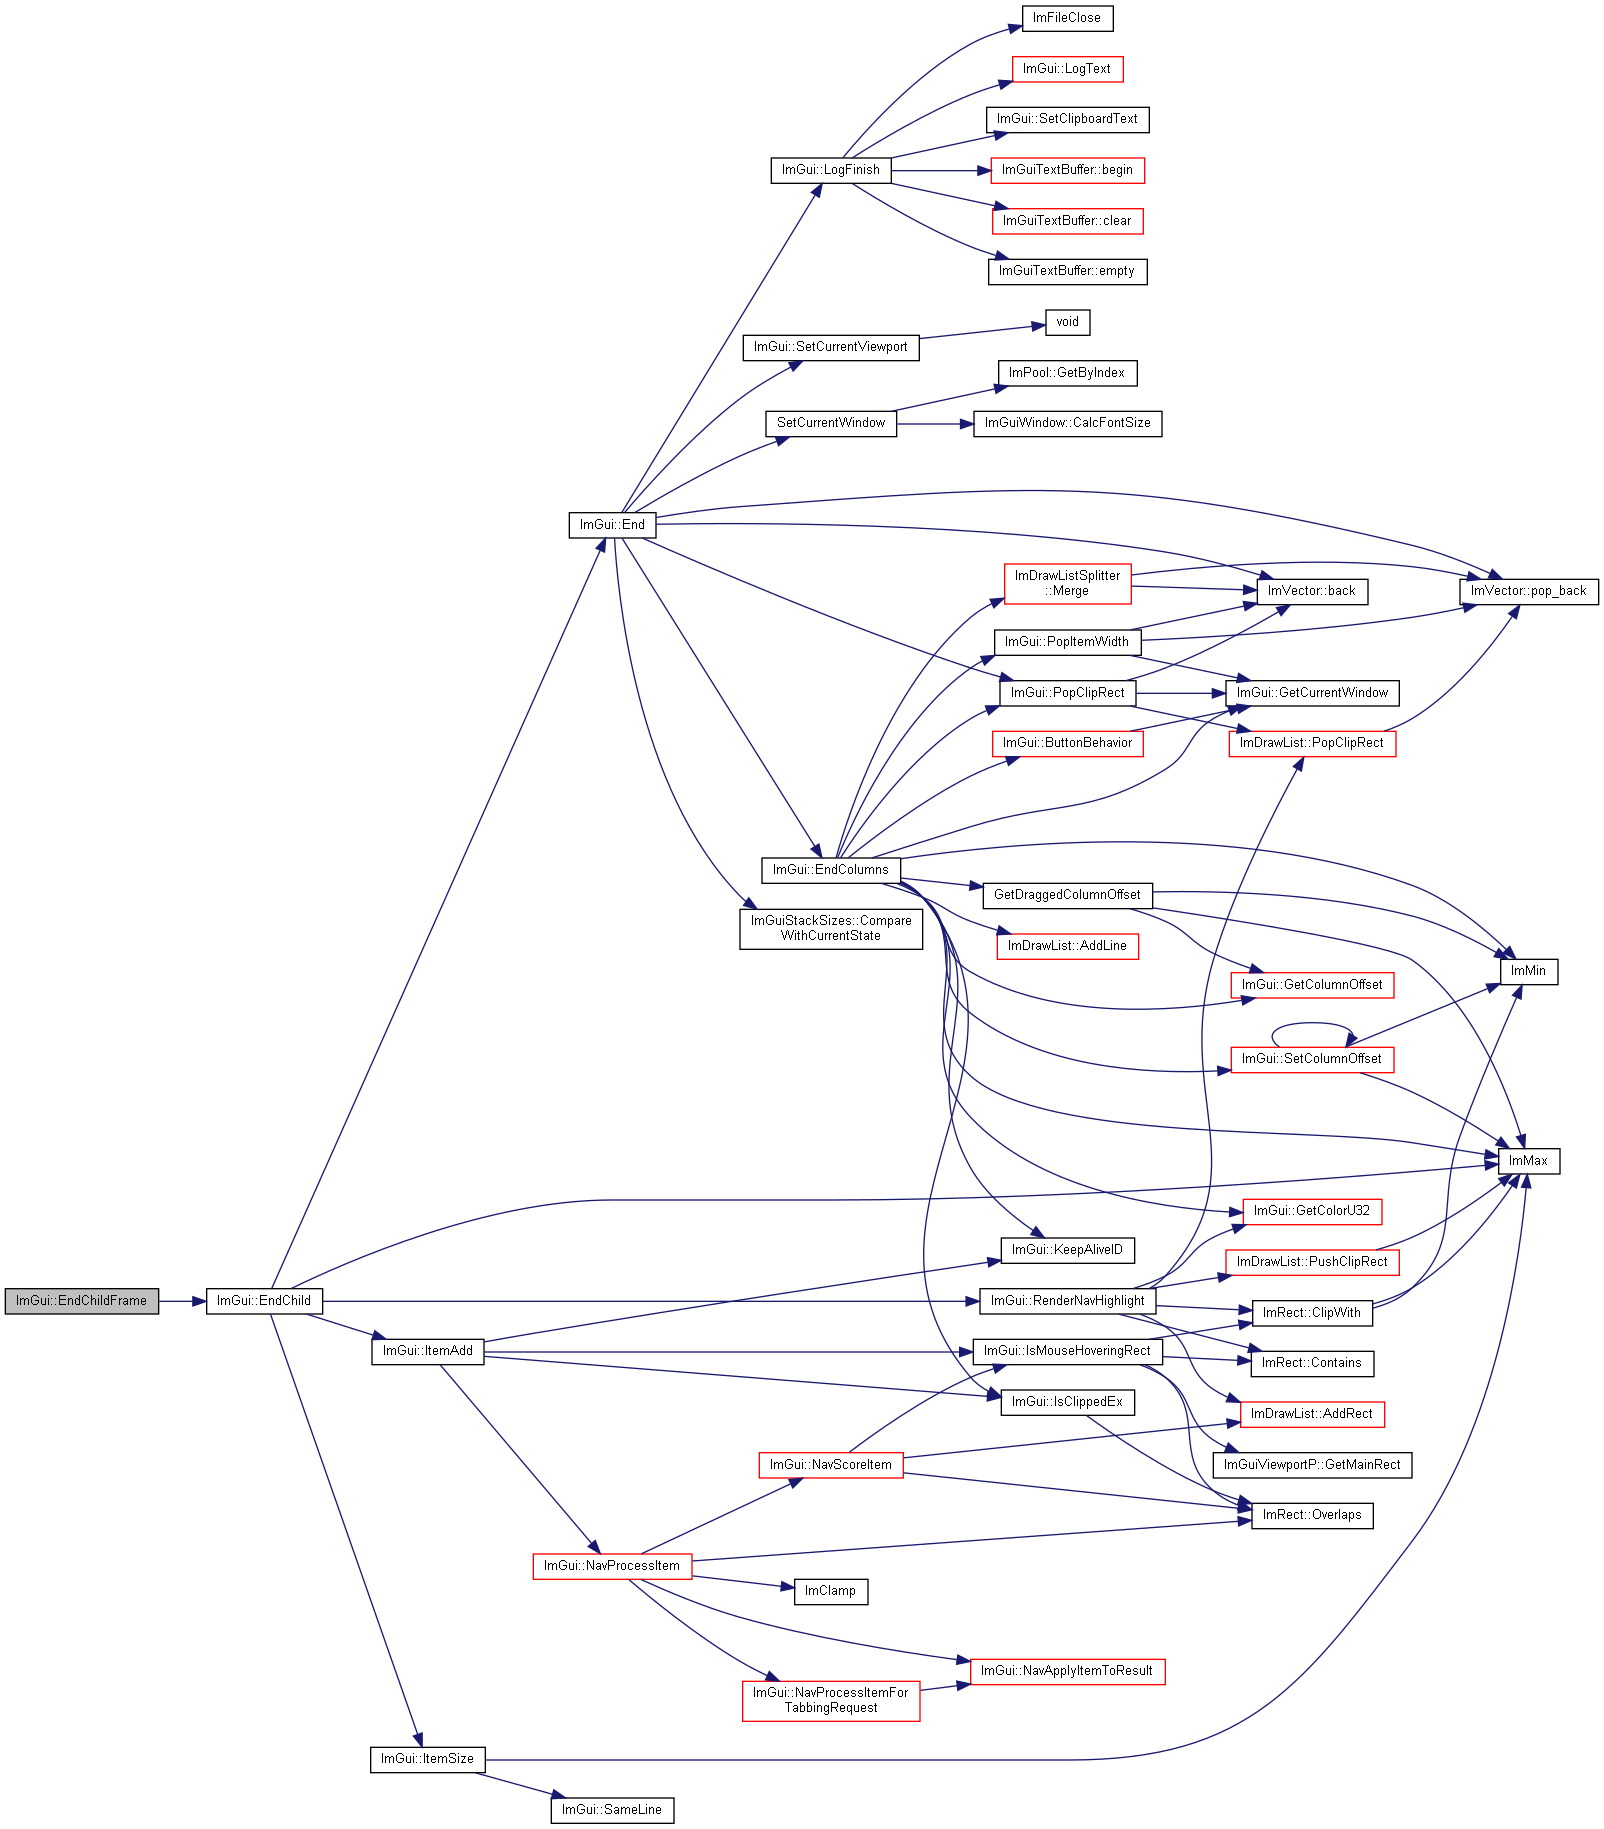 ImFileClose
ImGui::LogText
ImGui::SetClipboardText
ImGui::LogFinish
ImGuiTextBuffer::begin
ImGuiTextBuffer::clear
ImGuiTextBuffer::empty
void
ImGui::SetCurrentViewport
ImPool::GetByIndex
SetCurrentWindow
ImGuiWindow::CalcFontSize
ImGui::End
ImDrawListSplitter
::Merge
ImVector::back
ImVector::pop_back
ImGui::PopItemWidth
ImGui::PopClipRect
ImGui::GetCurrentWindow
ImGui::ButtonBehavior
ImDrawList::PopClipRect
ImGui::EndColumns
GetDraggedColumnOffset
ImGuiStackSizes::Compare
WithCurrentState
ImDrawList::AddLine
ImMin
ImGui::GetColumnOffset
ImGui::SetColumnOffset
ImMax
ImGui::GetColorU32
ImGui::KeepAliveID
ImDrawList::PushClipRect
ImGui::EndChildFrame
ImGui::EndChild
ImGui::RenderNavHighlight
ImRect::ClipWith
ImGui::ItemAdd
ImGui::IsMouseHoveringRect
ImRect::Contains
ImGui::IsClippedEx
ImDrawList::AddRect
ImGui::NavScoreItem
ImGuiViewportP::GetMainRect
ImRect::Overlaps
ImGui::NavProcessItem
ImClamp
ImGui::NavApplyItemToResult
ImGui::NavProcessItemFor
TabbingRequest
ImGui::ItemSize
ImGui::SameLine